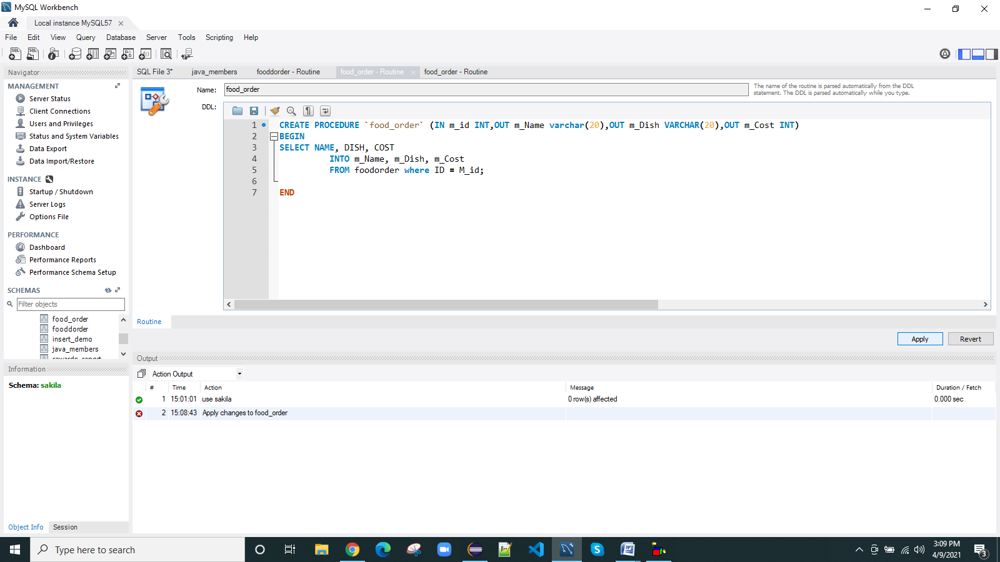 MySQL Workbench
Local instance MySQL57
File Edit View Query Database Server Tools Scripting Help
Navigator
MANAGEMENT
Server Status
Client Connections
Users and Privileges
Status and System Variables
Data Export
Data Import/Restore
INSTANCE
Startup / Shutdown
Server Logs
Options File
PERFORMANCE
Dashboard
Performance Reports
Performance Schema Setup
SCHEMAS
Filter objects
food_order
fooddorder
insert_demo
java_members
rewards_report
Information
Schema: sakila
Object Info Session
SQL File 3* java_members fooddorder - Routine food_order - Routine food_order - Routine
Name: food_order
The name of the routine is parsed automatically from the DDL
statement. The DDL is parsed automatically while you type.
DDL:
1 CREATE PROCEDURE `food_order` (IN m_id INT,OUT m_Name varchar(20),OUT m_Dish VARCHAR(20),OUT m_Cost INT)
2 BEGIN
3 SELECT NAME, DISH, COST
4 INTO m_Name, m_Dish, m_Cost
5 FROM foodorder where ID = M_id;
6
7 END
Routine
Apply Revert
Output
Action Output
# Time Action Message Duration / Fetch
1 15:01:01 use sakila 0 row(s) affected 0.000 sec
2 15:08:43 Apply changes to food_order
Type here to search
3:09 PM
4/9/2021
3